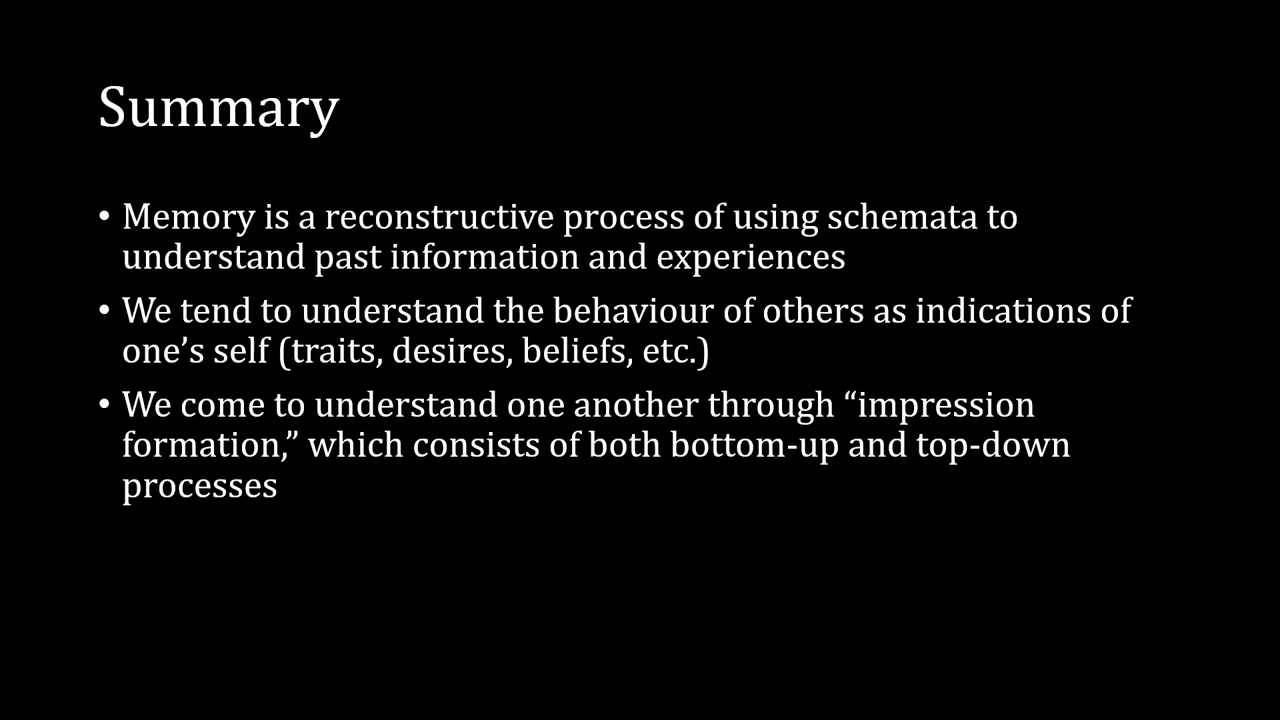 Summary
• Memory is a reconstructive process of using schemata to
understand past information and experiences
• We tend to understand the behaviour of others as indications of
one’s self (traits, desires, beliefs, etc.)
• We come to understand one another through “impression
formation,” which consists of both bottom-up and top-down
processes